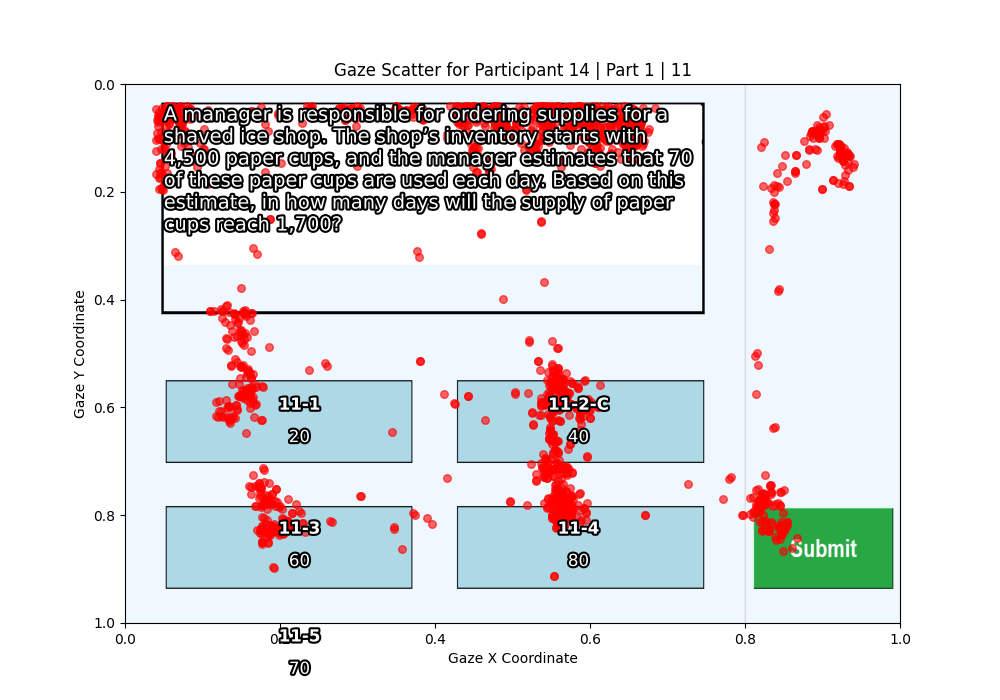 Gaze Scatter for Participant 14 | Part 1 | 11
0.0
0.2
0.4
0.6
0.8
1.0
Gaze Y Coordinate
A manager is responsible for ordering supplies for a
shaved ice shop. The shop's inventory starts with
4,500 paper cups, and the manager estimates that 70
of these paper cups are used each day. Based on this
estimate, in how many days will the supply of paper
cups reach 1,700?
11-1
20
11-2-C
40
11-3
60
11-4
80
Submit
11-5
70
0.0
0.2
0.4
0.6
0.8
1.0
Gaze X Coordinate